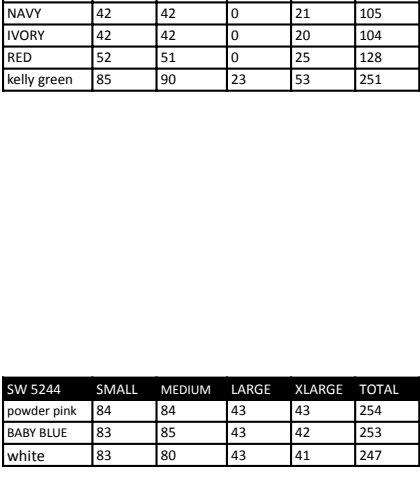 NAVY 42 42 0 21 105
IVORY 42 42 0 20 104
RED 52 51 0 25 128
kelly green 85 90 23 53 251
SW 5244 SMALL MEDIUM LARGE XLARGE TOTAL
powder pink 84 84 43 43 254
BABY BLUE 83 85 43 42 253
white 83 80 43 41 247